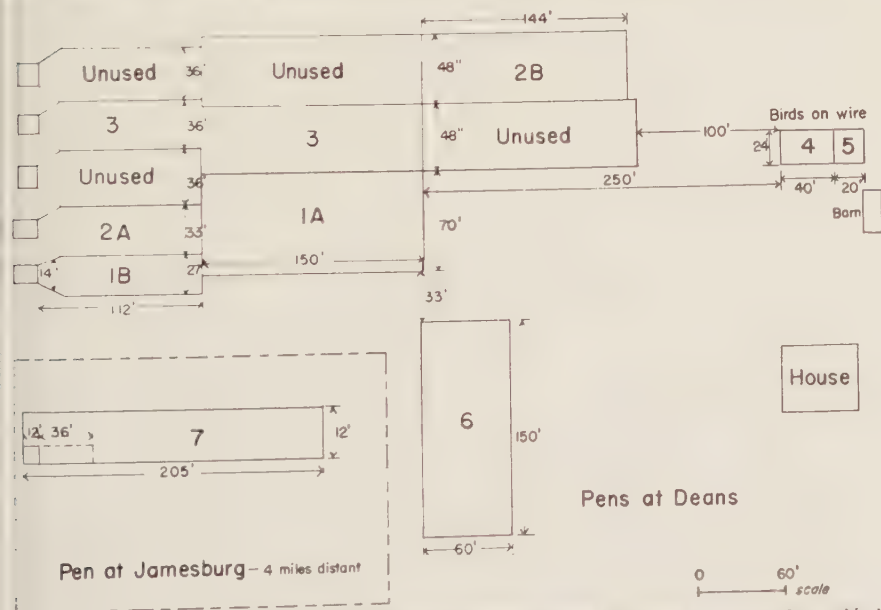 144'
Unused
36'
Unused
48"
2B
Birds on wire
3
36'
3
48"
Unused
100'
24'
4
5
Unused
36'
250'
40'
20'
Barn
2A
33'
1A
70'
14'
1B
27'
150'
112'
33'
House
12'
36'
7
12'
6
150'
205'
Pens at Deans
60'
Pen at Jamesburg – 4 miles distant
0
60'
scale